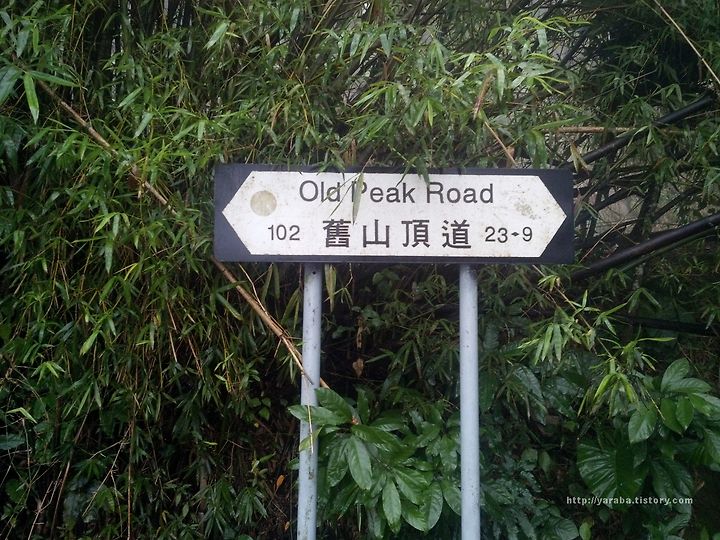 Old Peak Road
102 舊山頂道 23-9
http://yaraba.tistory.com